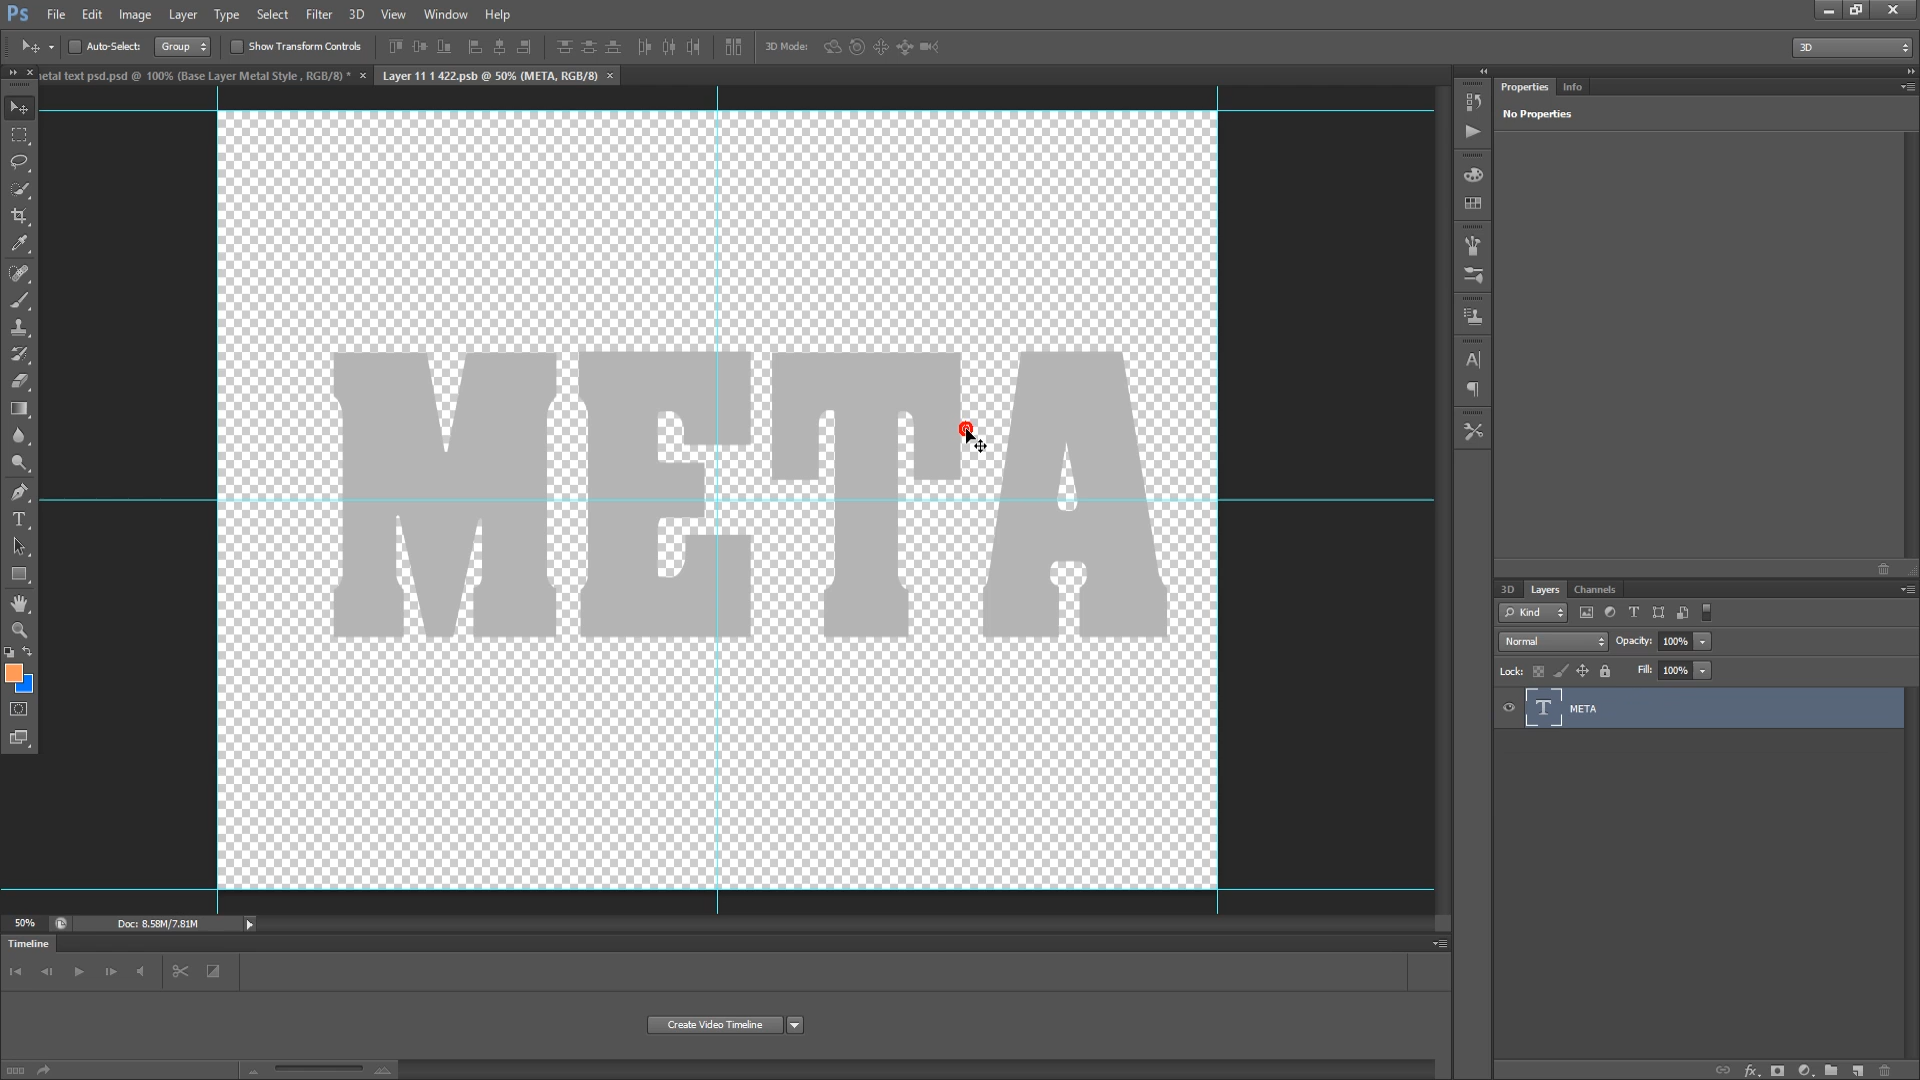 Ps File Edit Image Layer Type Select Filter 3D View Window Help
Auto-Select: Group Show Transform Controls 3D Mode: 3D
etal text psd.psd @ 100% (Base Layer Metal Style , RGB/8) * × Layer 11 1 422.psb @ 50% (META, RGB/8) ×
Properties Info
No Properties
META
3D Layers Channels
Kind
Normal Opacity: 100%
Lock: Fill: 100%
T META
50% Doc: 8.58M/7.81M
Timeline
Create Video Timeline
fx